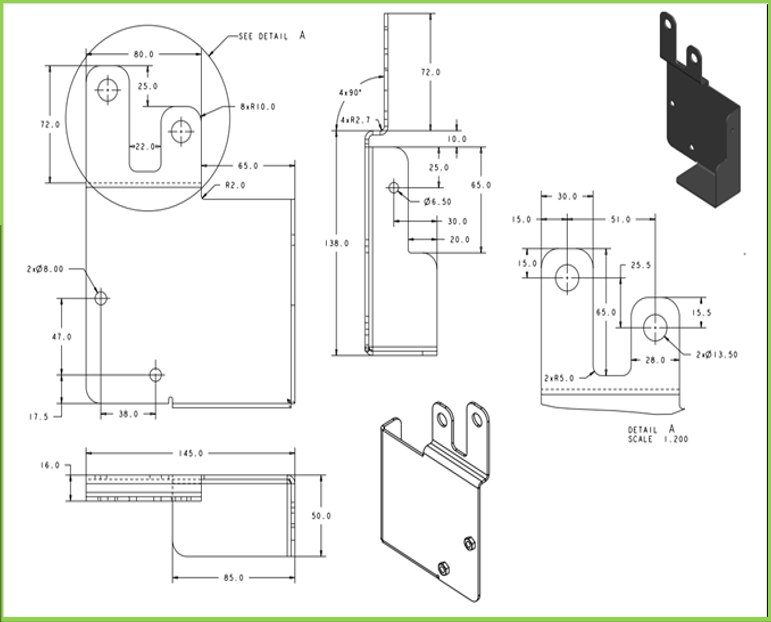 SEE DETAIL A
80.0
25.0
72.0
8xR10.0
22.0
65.0
R2.0
2xØ8.00
47.0
17.5
38.0
72.0
4x90°
4xR2.7
10.0
25.0
65.0
Ø6.50
30.0
20.0
138.0
30.0
15.0
51.0
15.0
25.5
65.0
15.5
2xØ13.50
2xR5.0
28.0
DETAIL A
SCALE 1.200
145.0
16.0
50.0
85.0